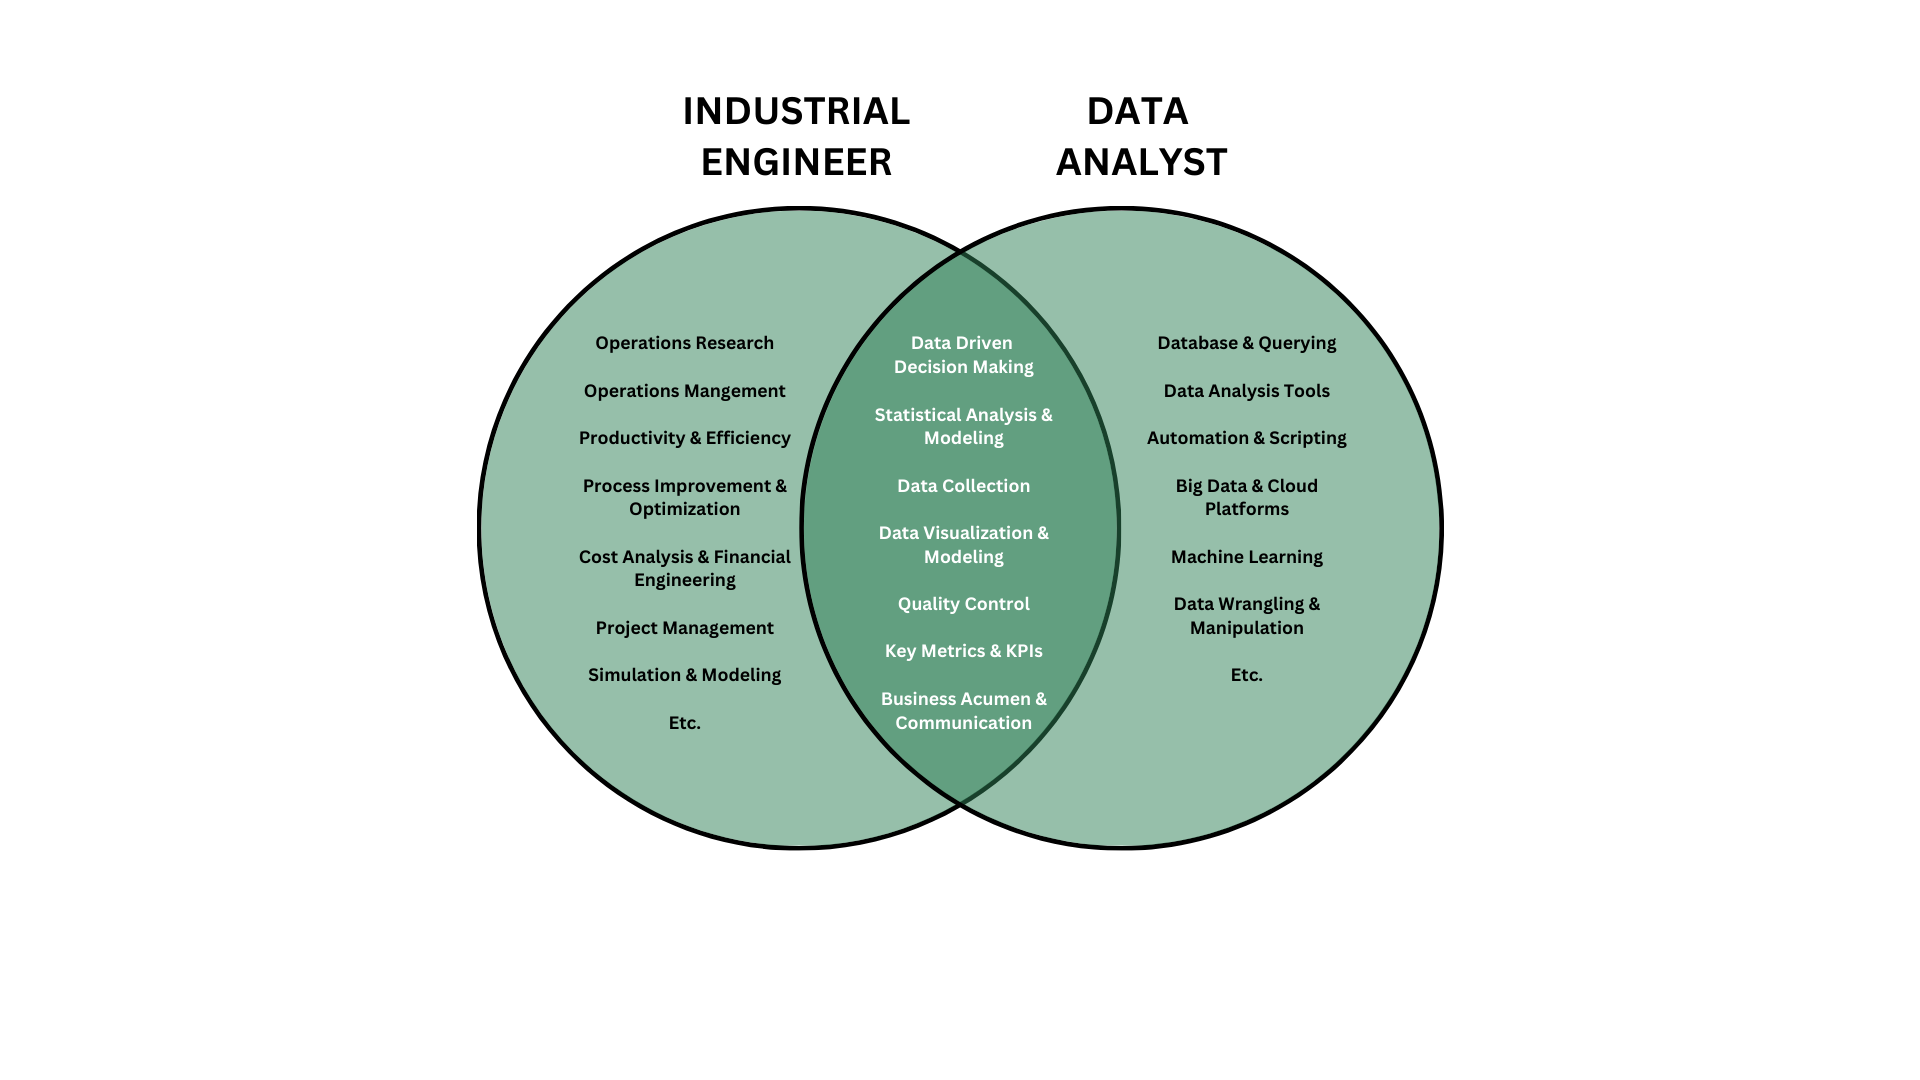 INDUSTRIAL
ENGINEER
DATA
ANALYST
Operations Research
Operations Mangement
Productivity & Efficiency
Process Improvement &
Optimization
Cost Analysis & Financial
Engineering
Project Management
Simulation & Modeling
Etc.
Data Driven
Decision Making
Statistical Analysis &
Modeling
Data Collection
Data Visualization &
Modeling
Quality Control
Key Metrics & KPIs
Business Acumen &
Communication
Database & Querying
Data Analysis Tools
Automation & Scripting
Big Data & Cloud
Platforms
Machine Learning
Data Wrangling &
Manipulation
Etc.